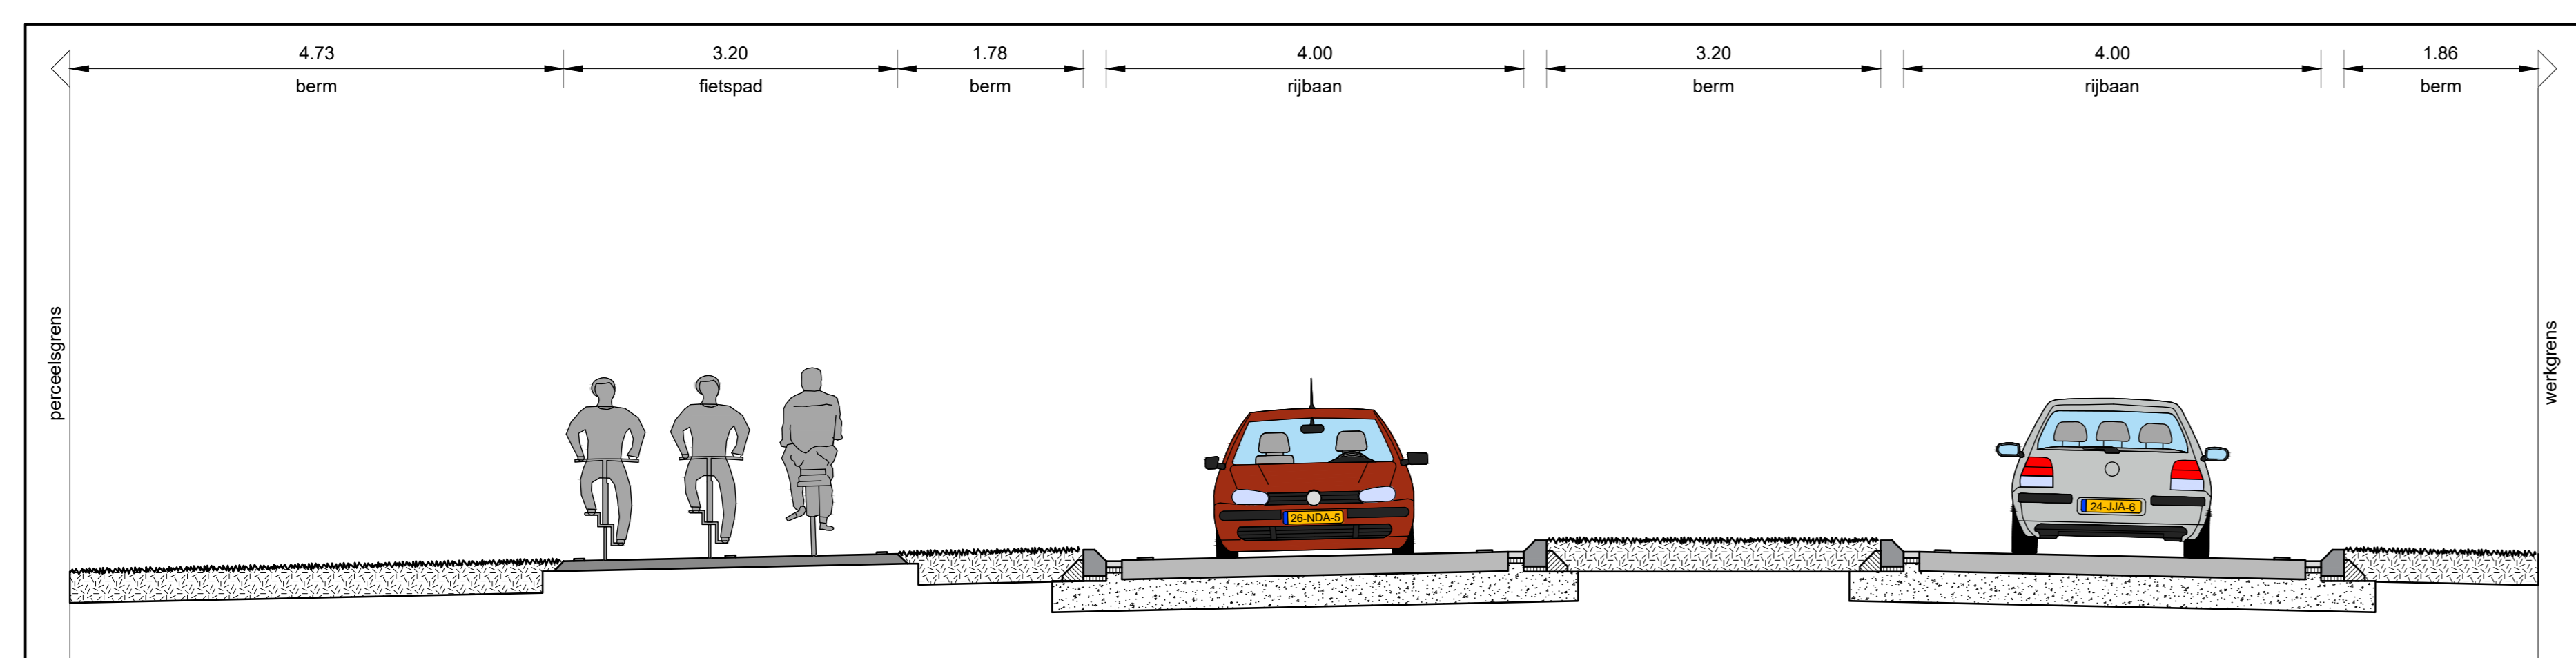 4.73 3.20 1.78 4.00 3.20 4.00 1.86
berm fietspad berm rijbaan berm rijbaan berm
perceelsgrens
werkgrens
26-NDA-5
24-JJA-6